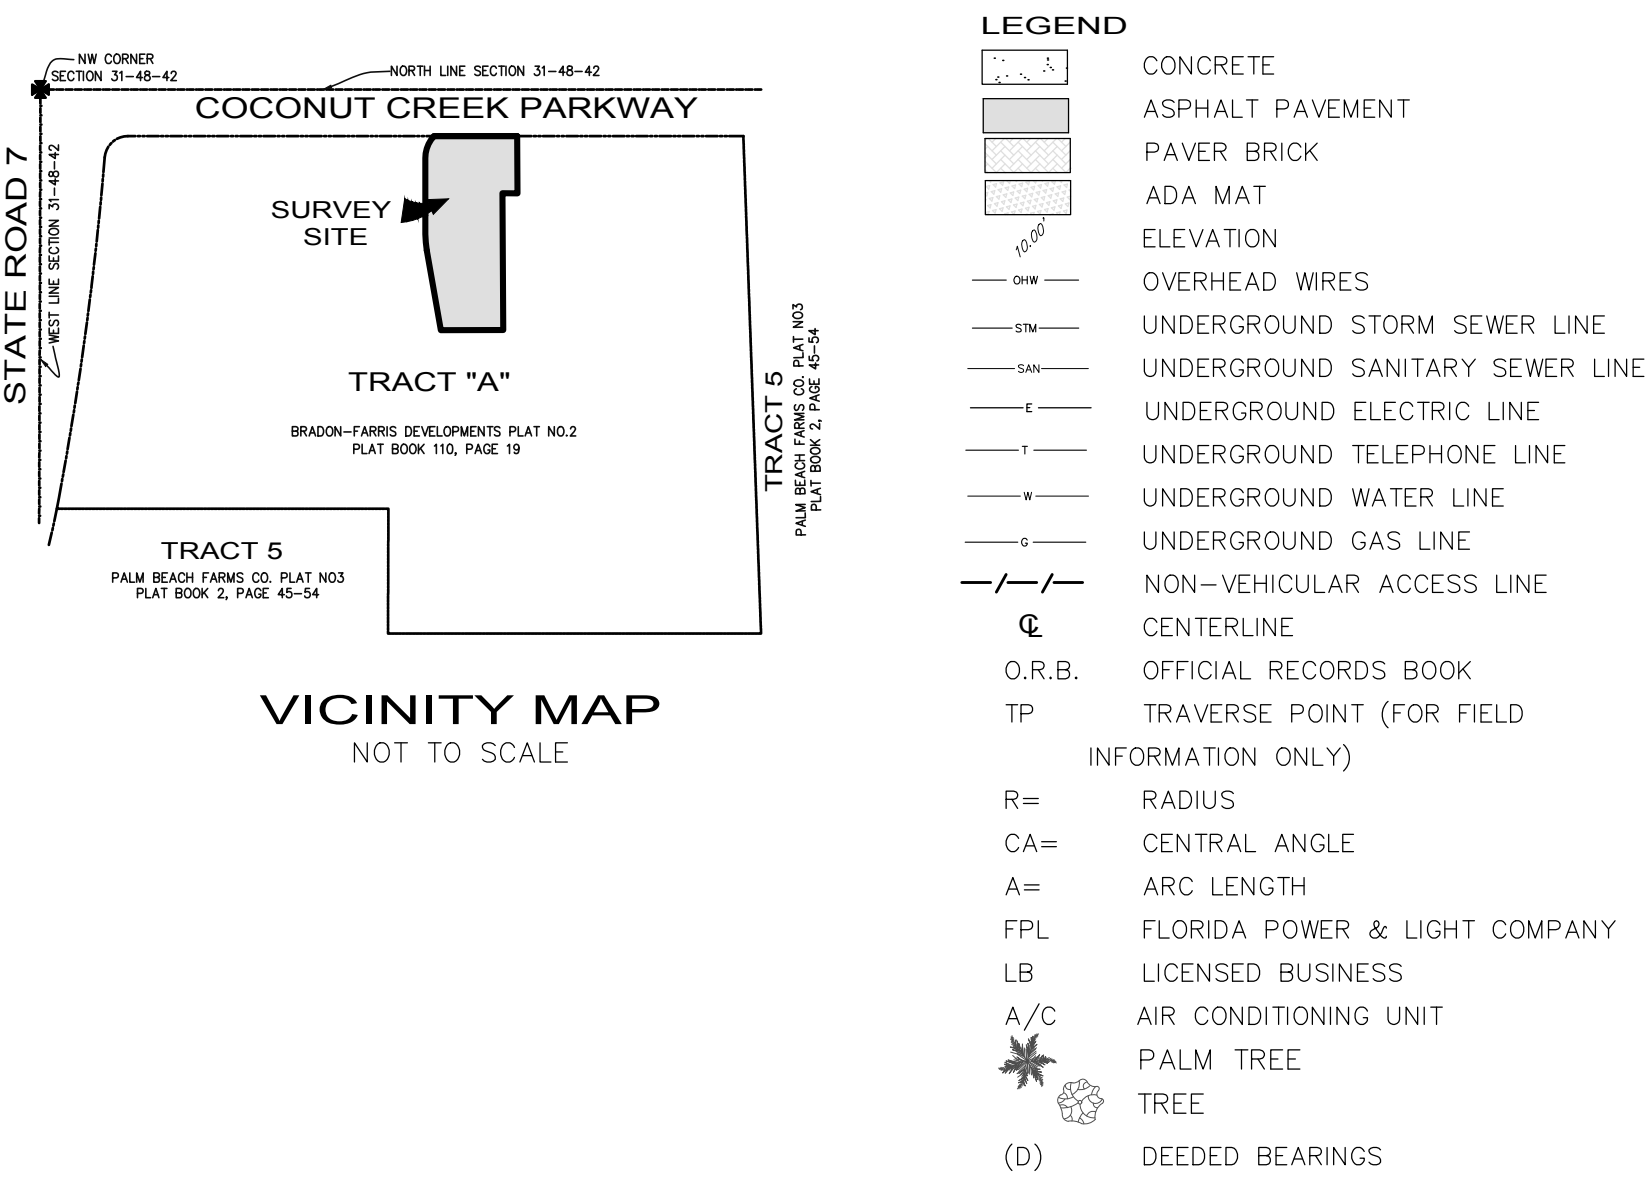 NW CORNER
SECTION 31-48-42
NORTH LINE SECTION 31-48-42
COCONUT CREEK PARKWAY
STATE ROAD 7
WEST LINE SECTION 31-48-42
SURVEY
SITE
TRACT "A"
BRADON-FARRIS DEVELOPMENTS PLAT NO.2
PLAT BOOK 110, PAGE 19
TRACT 5
PALM BEACH FARMS CO. PLAT NO3
PLAT BOOK 2, PAGE 45-54
TRACT 5
PALM BEACH FARMS CO. PLAT NO3
PLAT BOOK 2, PAGE 45-54
VICINITY MAP
NOT TO SCALE
LEGEND
CONCRETE
ASPHALT PAVEMENT
PAVER BRICK
ADA MAT
10.00' ELEVATION
OHW OVERHEAD WIRES
STM UNDERGROUND STORM SEWER LINE
SAN UNDERGROUND SANITARY SEWER LINE
E UNDERGROUND ELECTRIC LINE
T UNDERGROUND TELEPHONE LINE
W UNDERGROUND WATER LINE
G UNDERGROUND GAS LINE
NON-VEHICULAR ACCESS LINE
℄ CENTERLINE
O.R.B. OFFICIAL RECORDS BOOK
TP TRAVERSE POINT (FOR FIELD
INFORMATION ONLY)
R= RADIUS
CA= CENTRAL ANGLE
A= ARC LENGTH
FPL FLORIDA POWER & LIGHT COMPANY
LB LICENSED BUSINESS
A/C AIR CONDITIONING UNIT
PALM TREE
TREE
(D) DEEDED BEARINGS